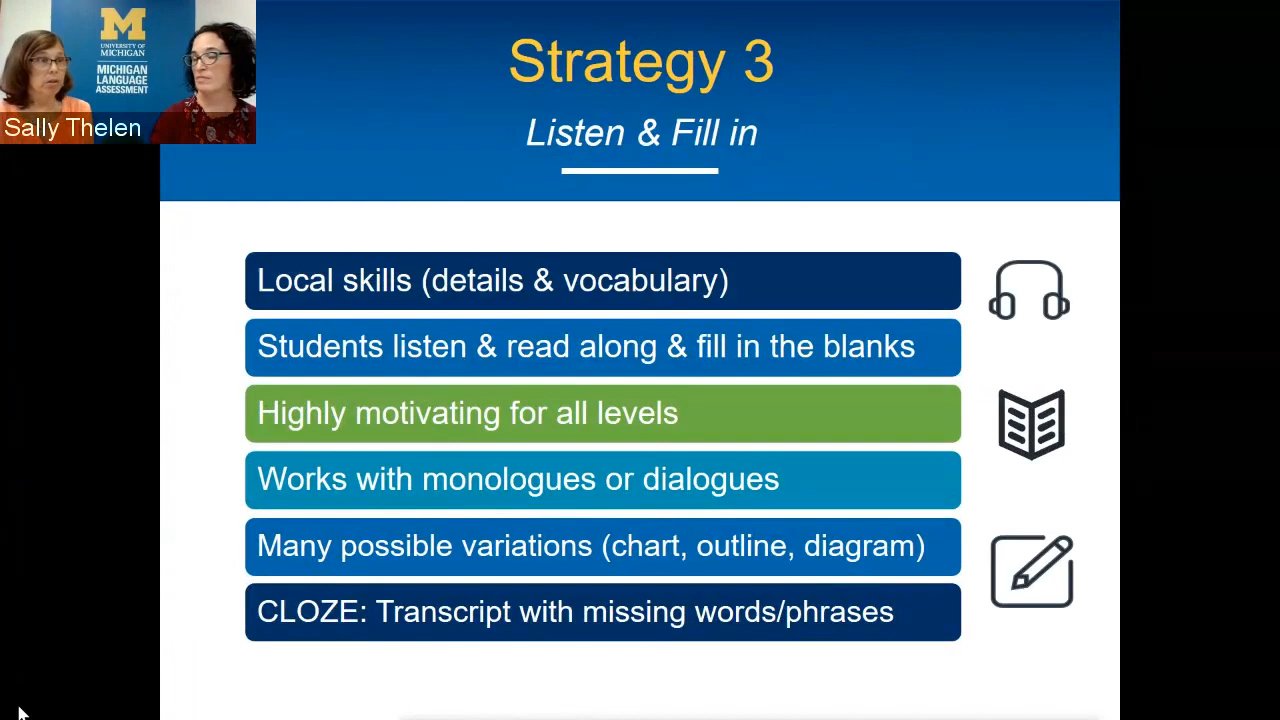 M
UNIVERSITY OF
MICHIGAN
MICHIGAN
LANGUAGE
ASSESSMENT
Sally Thelen
Strategy 3
Listen & Fill in
Local skills (details & vocabulary)
Students listen & read along & fill in the blanks
Highly motivating for all levels
Works with monologues or dialogues
Many possible variations (chart, outline, diagram)
CLOZE: Transcript with missing words/phrases